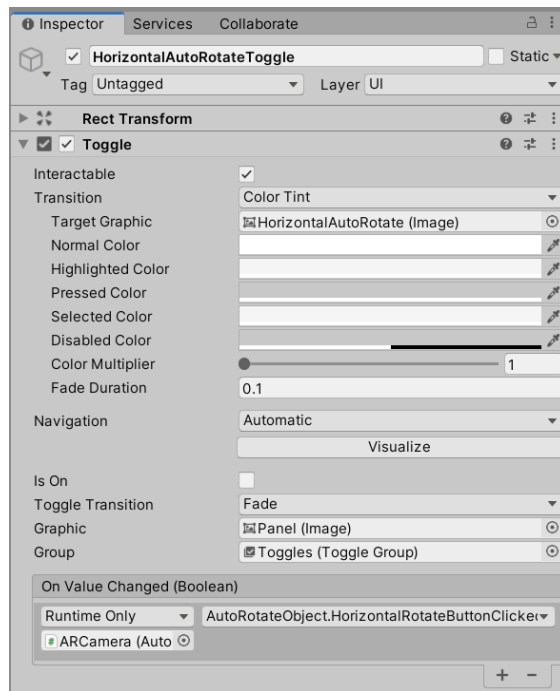 Inspector Services Collaborate
HorizontalAutoRotateToggle Static
Tag Untagged Layer UI
Rect Transform
Toggle
Interactable
Transition Color Tint
Target Graphic HorizontalAutoRotate (Image)
Normal Color
Highlighted Color
Pressed Color
Selected Color
Disabled Color
Color Multiplier 1
Fade Duration 0.1
Navigation Automatic
Visualize
Is On
Toggle Transition Fade
Graphic Panel (Image)
Group Toggles (Toggle Group)
On Value Changed (Boolean)
Runtime Only AutoRotateObject.HorizontalRotateButtonClicke
ARCamera (Auto